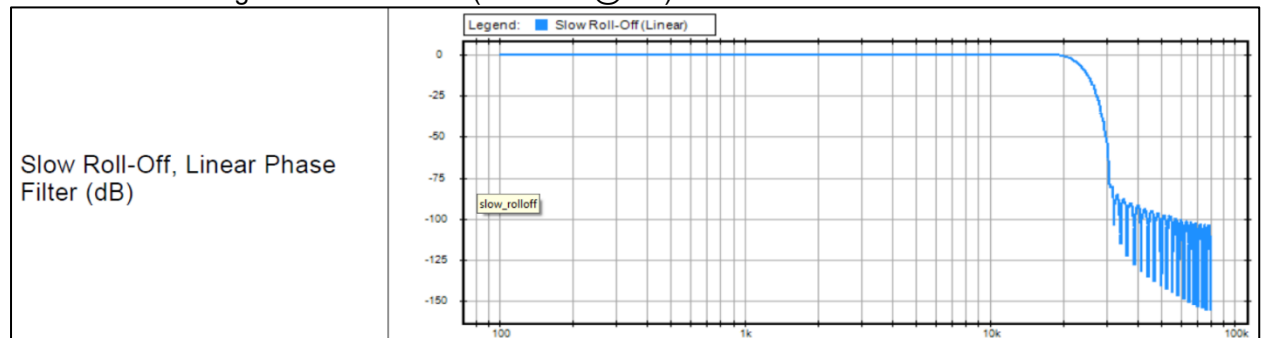 Legend: Slow Roll-Off (Linear)
0
-25
-50
-75
-100
-125
-150
Slow Roll-Off, Linear Phase
Filter (dB)
slow_rolloff
100 1k 10k 100k